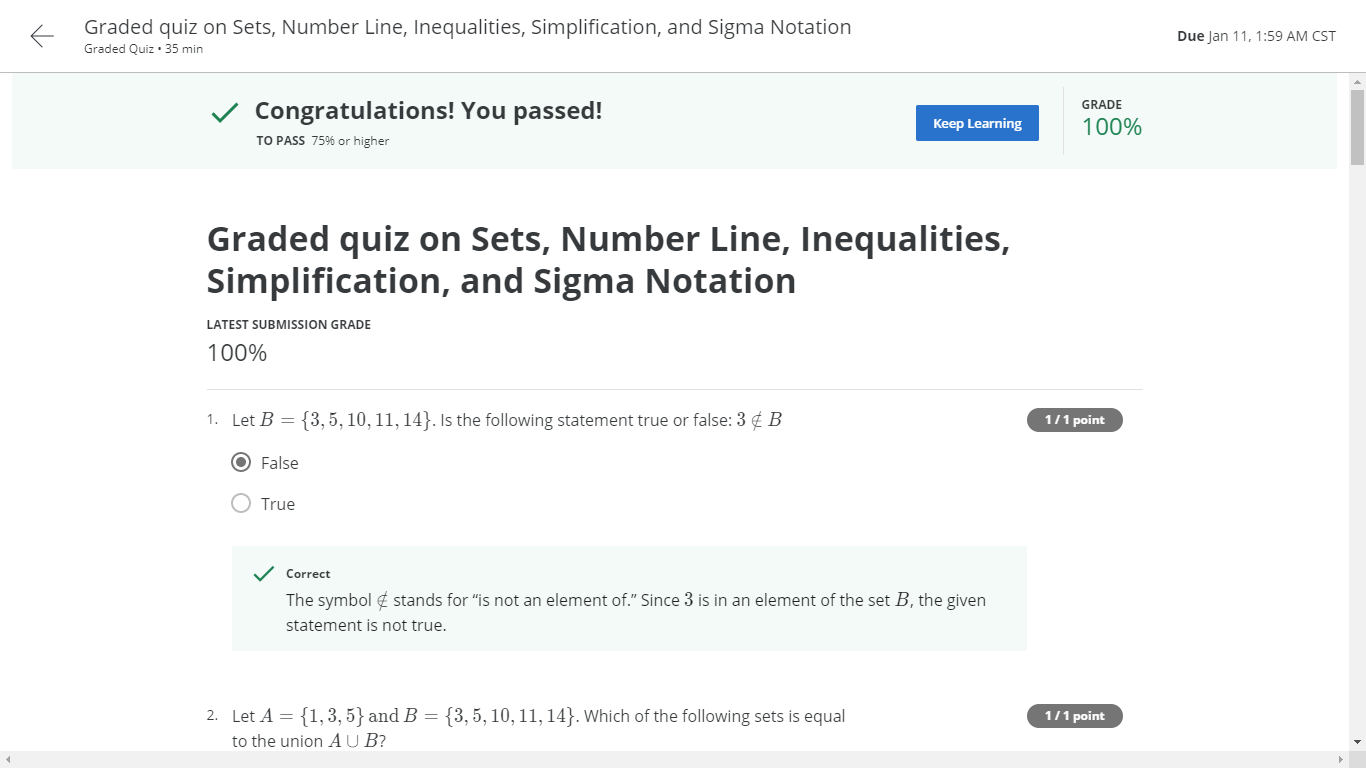 Graded quiz on Sets, Number Line, Inequalities, Simplification, and Sigma Notation
Graded Quiz • 35 min
Due Jan 11, 1:59 AM CST
Congratulations! You passed!
TO PASS 75% or higher
Keep Learning
GRADE
100%
Graded quiz on Sets, Number Line, Inequalities,
Simplification, and Sigma Notation
LATEST SUBMISSION GRADE
100%
1. Let B = {3, 5, 10, 11, 14}. Is the following statement true or false: 3 ∉ B
1 / 1 point
False
True
Correct
The symbol ∉ stands for “is not an element of.” Since 3 is in an element of the set B, the given
statement is not true.
2. Let A = {1, 3, 5} and B = {3, 5, 10, 11, 14}. Which of the following sets is equal
1 / 1 point
to the union A ∪ B?